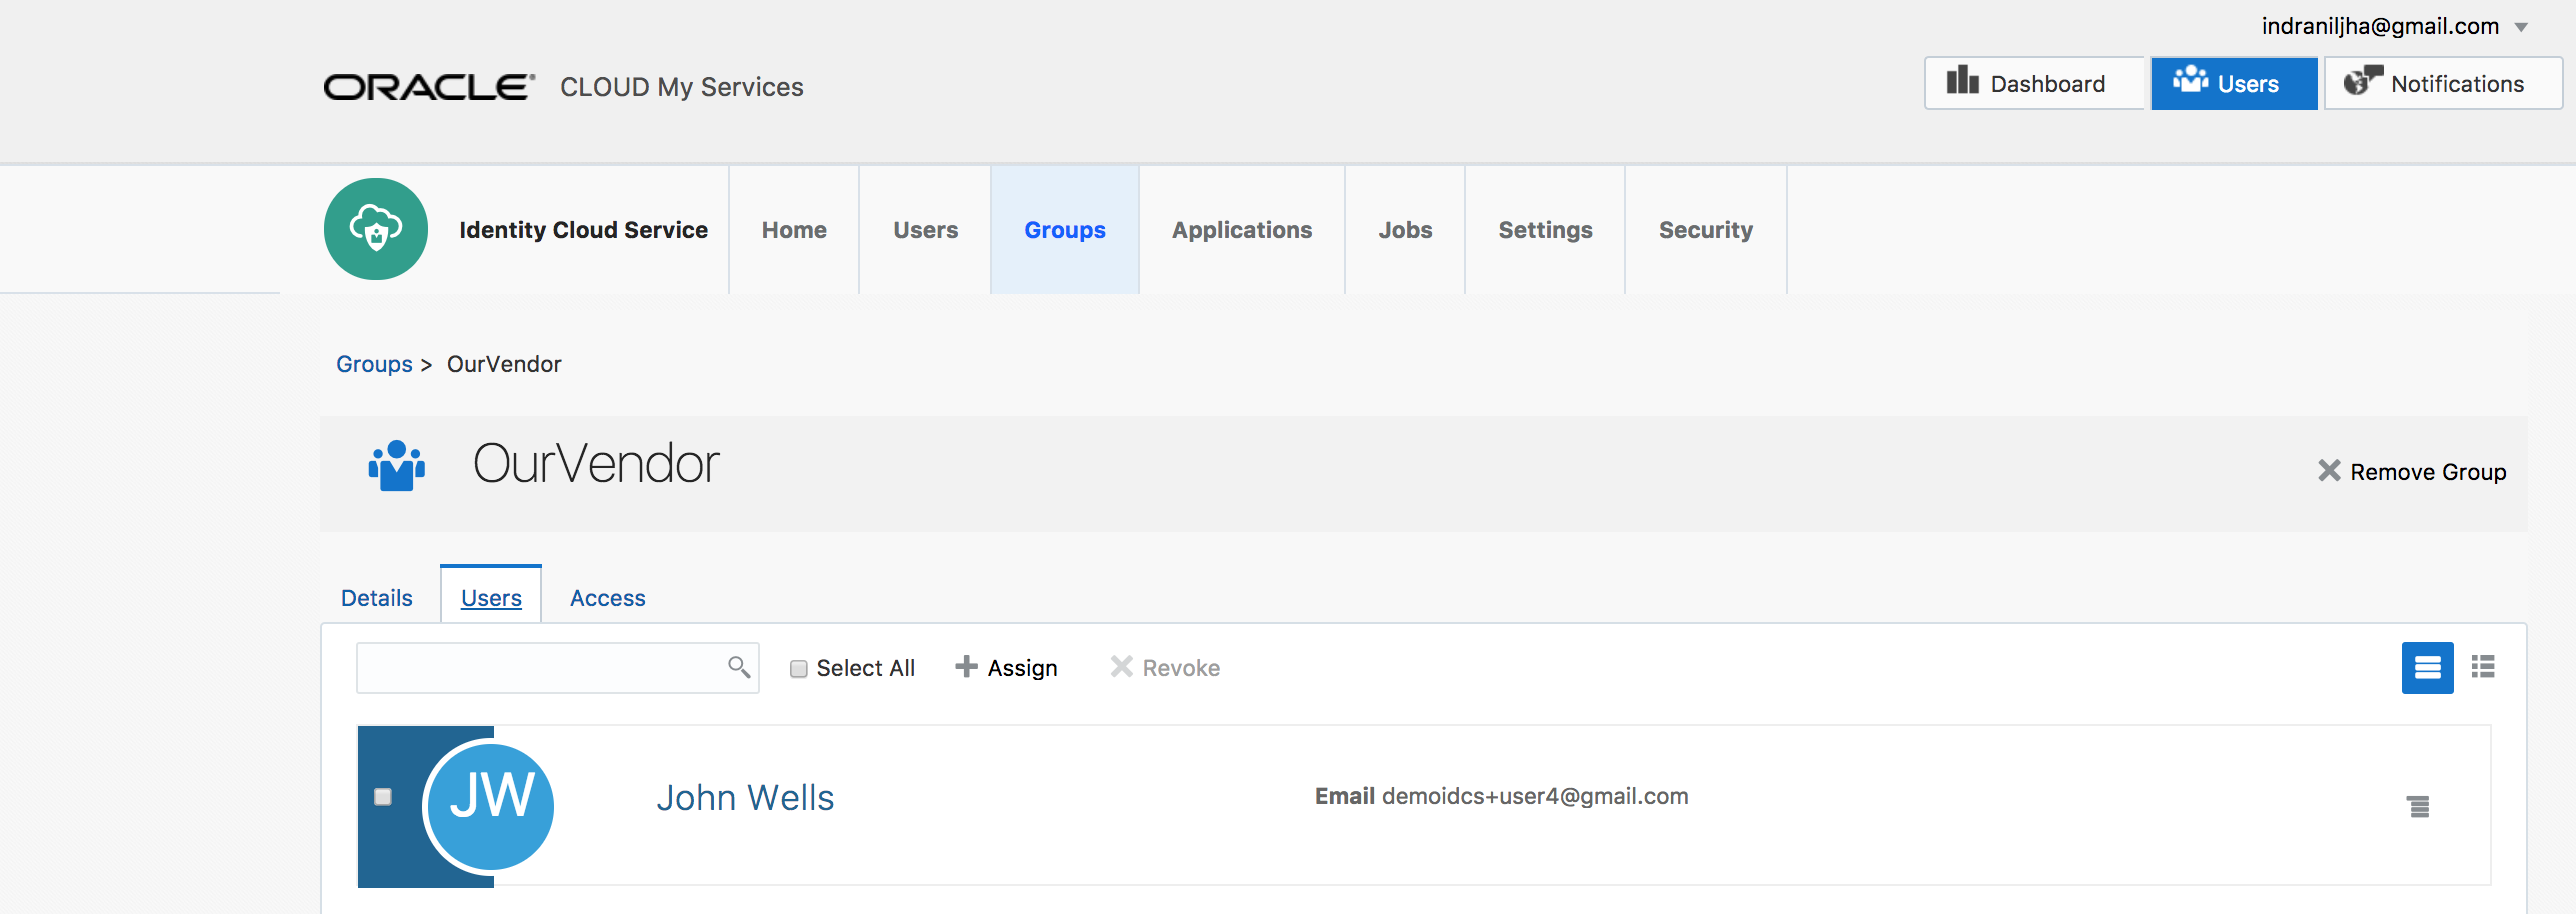 indraniljha@gmail.com
ORACLE CLOUD My Services
Dashboard Users Notifications
Identity Cloud Service Home Users Groups Applications Jobs Settings Security
Groups > OurVendor
OurVendor
Remove Group
Details Users Access
Select All Assign Revoke
JW John Wells Email demoidcs+user4@gmail.com